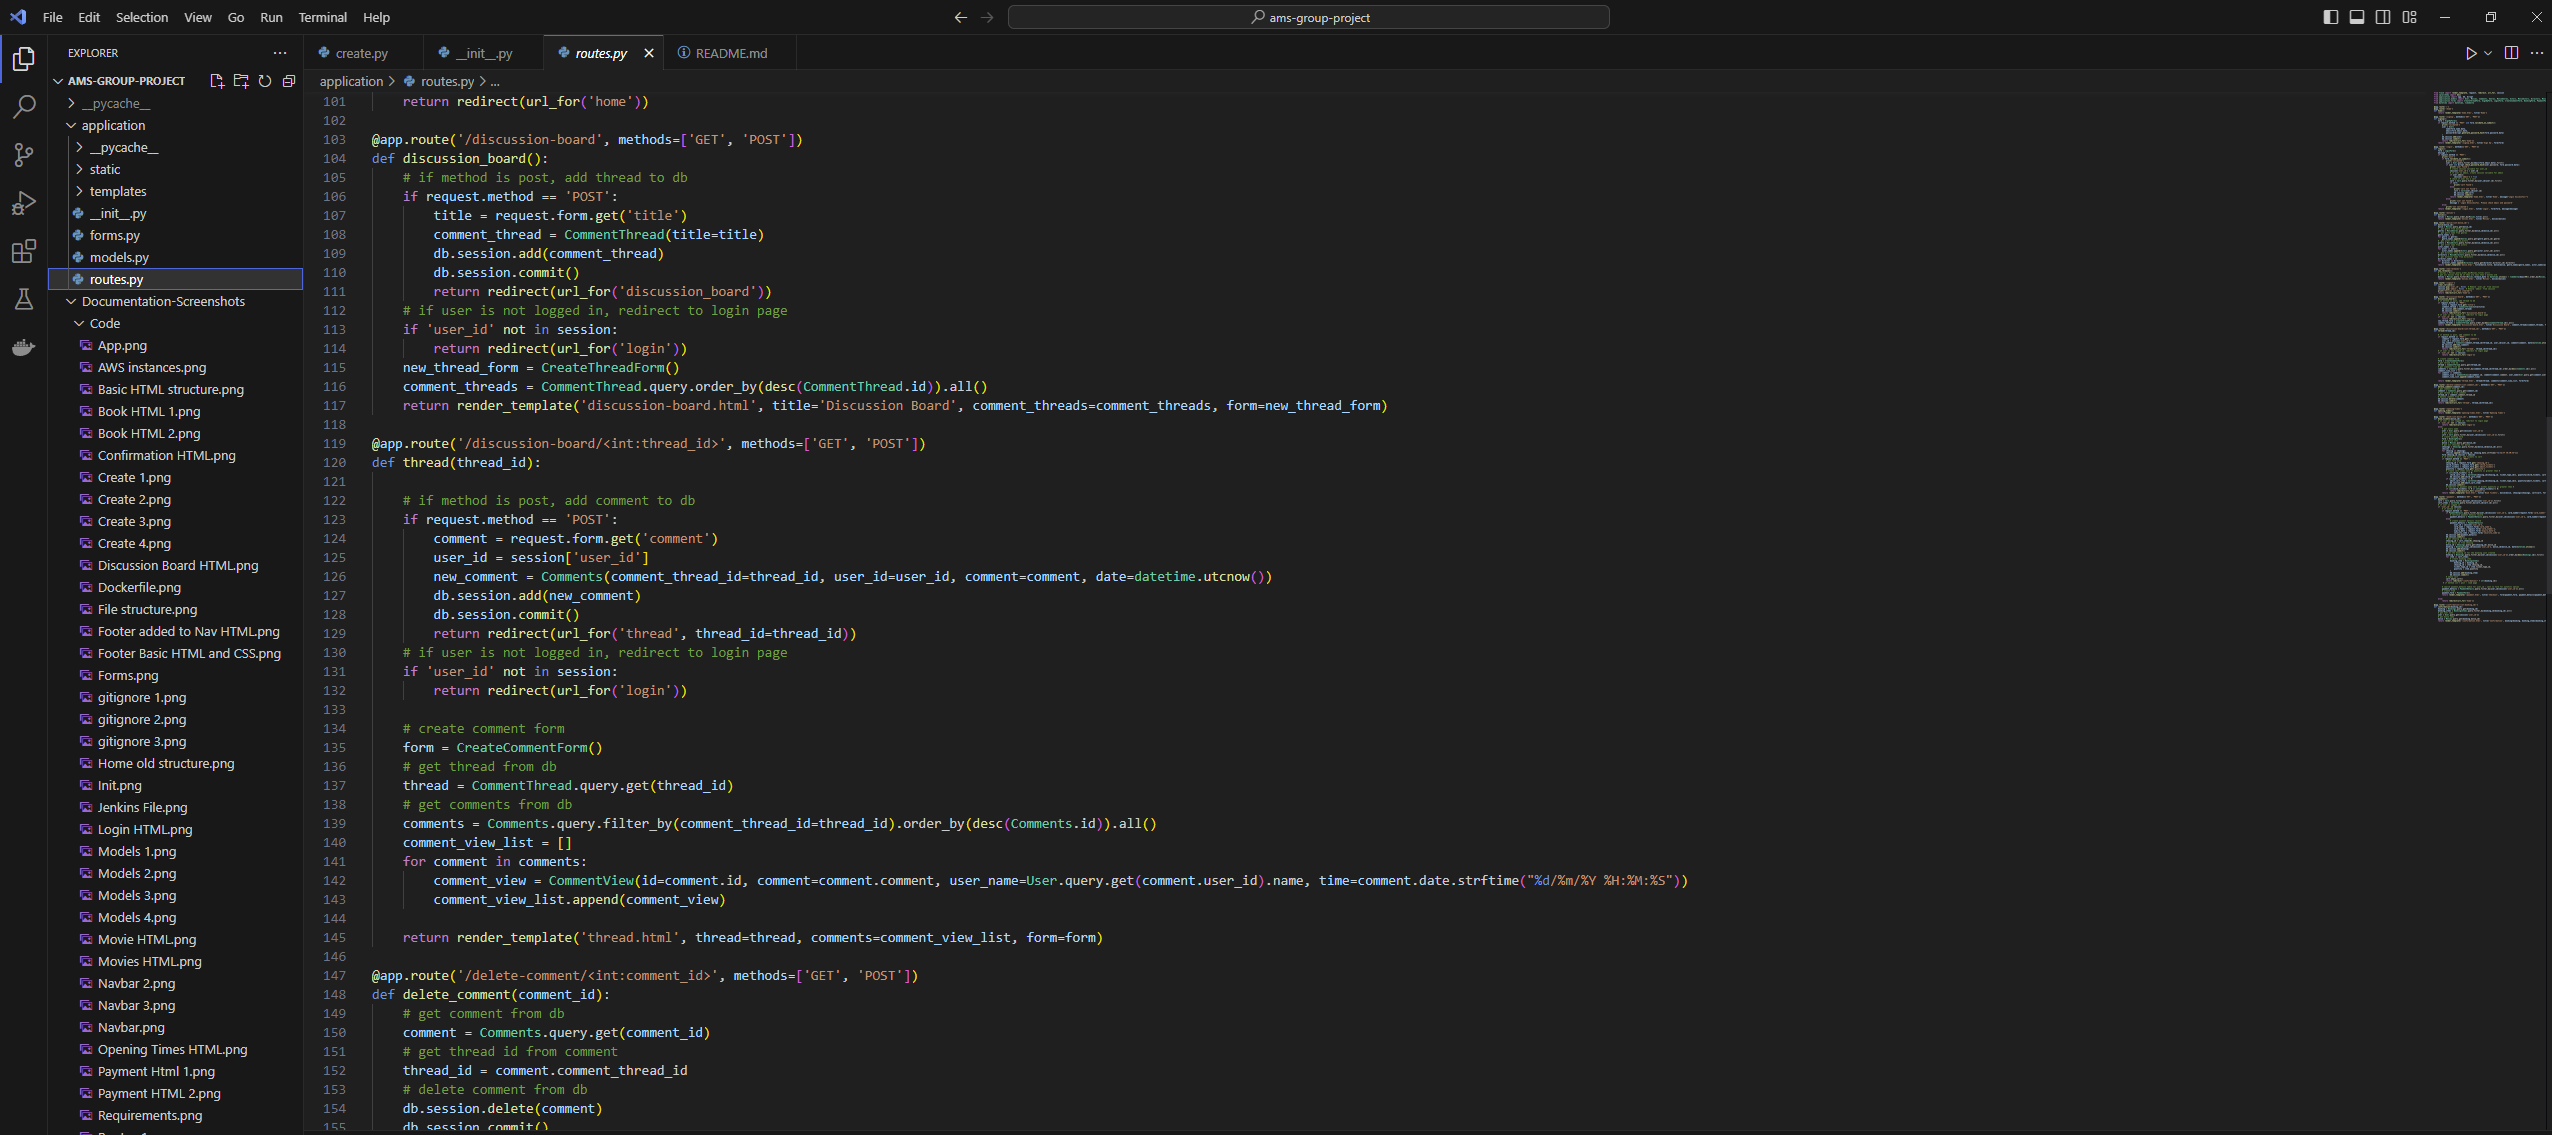 File Edit Selection View Go Run Terminal Help
ams-group-project
EXPLORER
AMS-GROUP-PROJECT
__pycache__
application
__pycache__
static
templates
__init__.py
forms.py
models.py
routes.py
Documentation-Screenshots
Code
App.png
AWS instances.png
Basic HTML structure.png
Book HTML 1.png
Book HTML 2.png
Confirmation HTML.png
Create 1.png
Create 2.png
Create 3.png
Create 4.png
Discussion Board HTML.png
Dockerfile.png
File structure.png
Footer added to Nav HTML.png
Footer Basic HTML and CSS.png
Forms.png
gitignore 1.png
gitignore 2.png
gitignore 3.png
Home old structure.png
Init.png
Jenkins File.png
Login HTML.png
Models 1.png
Models 2.png
Models 3.png
Models 4.png
Movie HTML.png
Movies HTML.png
Navbar 2.png
Navbar 3.png
Navbar.png
Opening Times HTML.png
Payment Html 1.png
Payment HTML 2.png
Requirements.png
create.py __init__.py routes.py README.md
application > routes.py > ...
101 return redirect(url_for('home'))
102
103 @app.route('/discussion-board', methods=['GET', 'POST'])
104 def discussion_board():
105 # if method is post, add thread to db
106 if request.method == 'POST':
107 title = request.form.get('title')
108 comment_thread = CommentThread(title=title)
109 db.session.add(comment_thread)
110 db.session.commit()
111 return redirect(url_for('discussion_board'))
112 # if user is not logged in, redirect to login page
113 if 'user_id' not in session:
114 return redirect(url_for('login'))
115 new_thread_form = CreateThreadForm()
116 comment_threads = CommentThread.query.order_by(desc(CommentThread.id)).all()
117 return render_template('discussion-board.html', title='Discussion Board', comment_threads=comment_threads, form=new_thread_form)
118
119 @app.route('/discussion-board/<int:thread_id>', methods=['GET', 'POST'])
120 def thread(thread_id):
121
122 # if method is post, add comment to db
123 if request.method == 'POST':
124 comment = request.form.get('comment')
125 user_id = session['user_id']
126 new_comment = Comments(comment_thread_id=thread_id, user_id=user_id, comment=comment, date=datetime.utcnow())
127 db.session.add(new_comment)
128 db.session.commit()
129 return redirect(url_for('thread', thread_id=thread_id))
130 # if user is not logged in, redirect to login page
131 if 'user_id' not in session:
132 return redirect(url_for('login'))
133
134 # create comment form
135 form = CreateCommentForm()
136 # get thread from db
137 thread = CommentThread.query.get(thread_id)
138 # get comments from db
139 comments = Comments.query.filter_by(comment_thread_id=thread_id).order_by(desc(Comments.id)).all()
140 comment_view_list = []
141 for comment in comments:
142 comment_view = CommentView(id=comment.id, comment=comment.comment, user_name=User.query.get(comment.user_id).name, time=comment.date.strftime("%d/%m/%Y %H:%M:%S"))
143 comment_view_list.append(comment_view)
144
145 return render_template('thread.html', thread=thread, comments=comment_view_list, form=form)
146
147 @app.route('/delete-comment/<int:comment_id>', methods=['GET', 'POST'])
148 def delete_comment(comment_id):
149 # get comment from db
150 comment = Comments.query.get(comment_id)
151 # get thread id from comment
152 thread_id = comment.comment_thread_id
153 # delete comment from db
154 db.session.delete(comment)
155 db.session.commit()